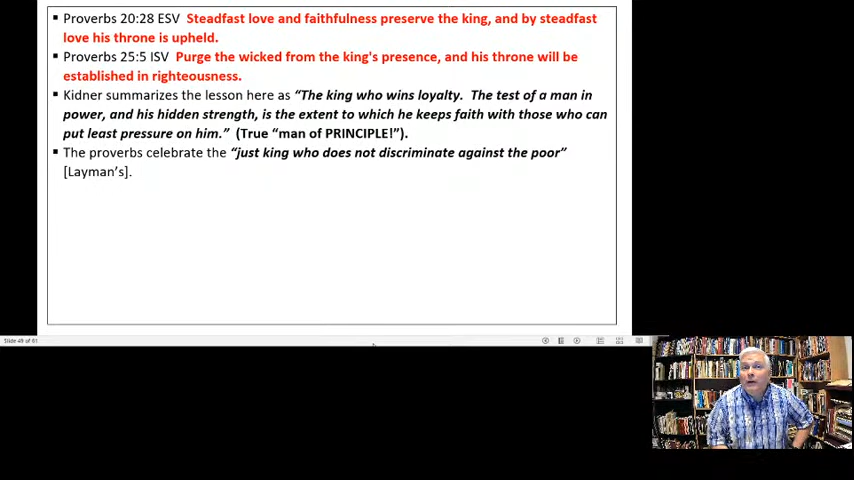 ▪ Proverbs 20:28 ESV Steadfast love and faithfulness preserve the king, and by steadfast
love his throne is upheld.
▪ Proverbs 25:5 ISV Purge the wicked from the king's presence, and his throne will be
established in righteousness.
▪ Kidner summarizes the lesson here as “The king who wins loyalty. The test of a man in
power, and his hidden strength, is the extent to which he keeps faith with those who can
put least pressure on him.” (True “man of PRINCIPLE!”).
▪ The proverbs celebrate the “just king who does not discriminate against the poor”
[Layman’s].
Slide 49 of 61